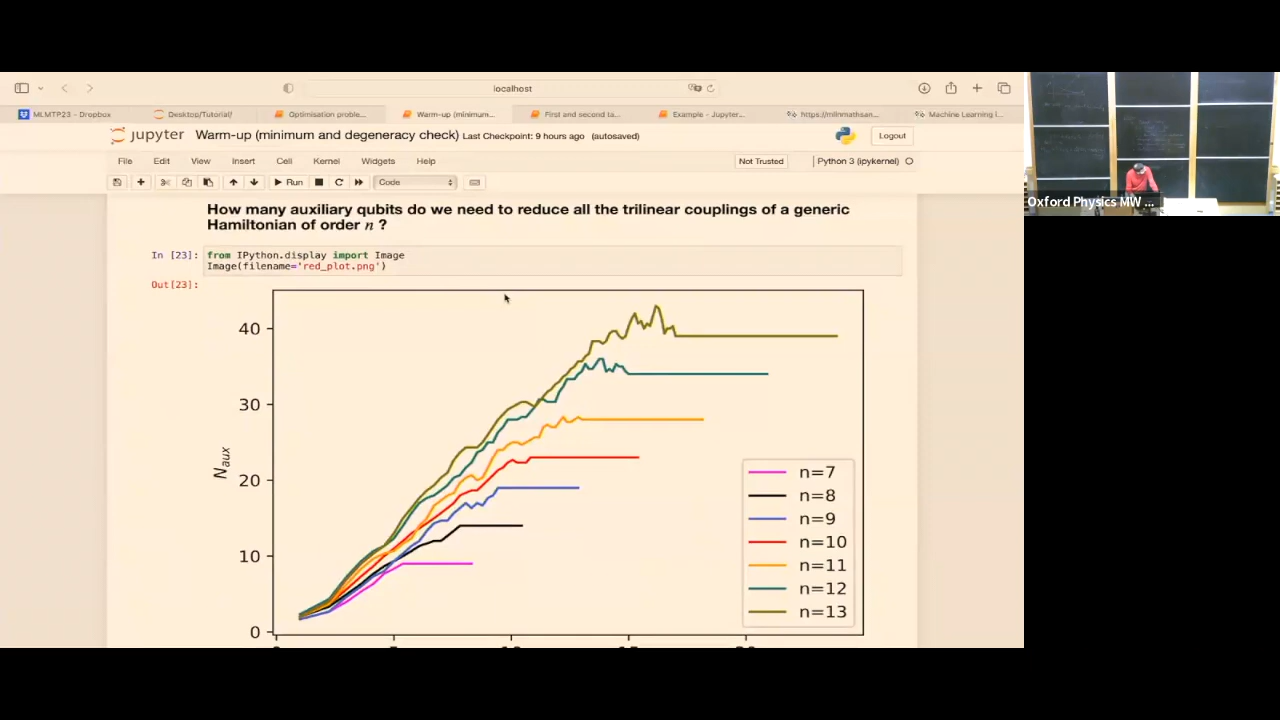 localhost
MLMTP23 - Dropbox
Desktop/Tutorial/
Optimisation proble...
Warm-up (minimum...
First and second ta...
Example - Jupyter...
https://mlinmathsan...
Machine Learning i...
jupyter Warm-up (minimum and degeneracy check) Last Checkpoint: 9 hours ago (autosaved) Logout
File Edit View Insert Cell Kernel Widgets Help Not Trusted Python 3 (ipykernel)
Run Code
Oxford Physics MW ...
How many auxiliary qubits do we need to reduce all the trilinear couplings of a generic
Hamiltonian of order n ?
In [23]: from IPython.display import Image
Image(filename='red_plot.png')
Out[23]:
40
30
20
10
0
Naux
n=7
n=8
n=9
n=10
n=11
n=12
n=13